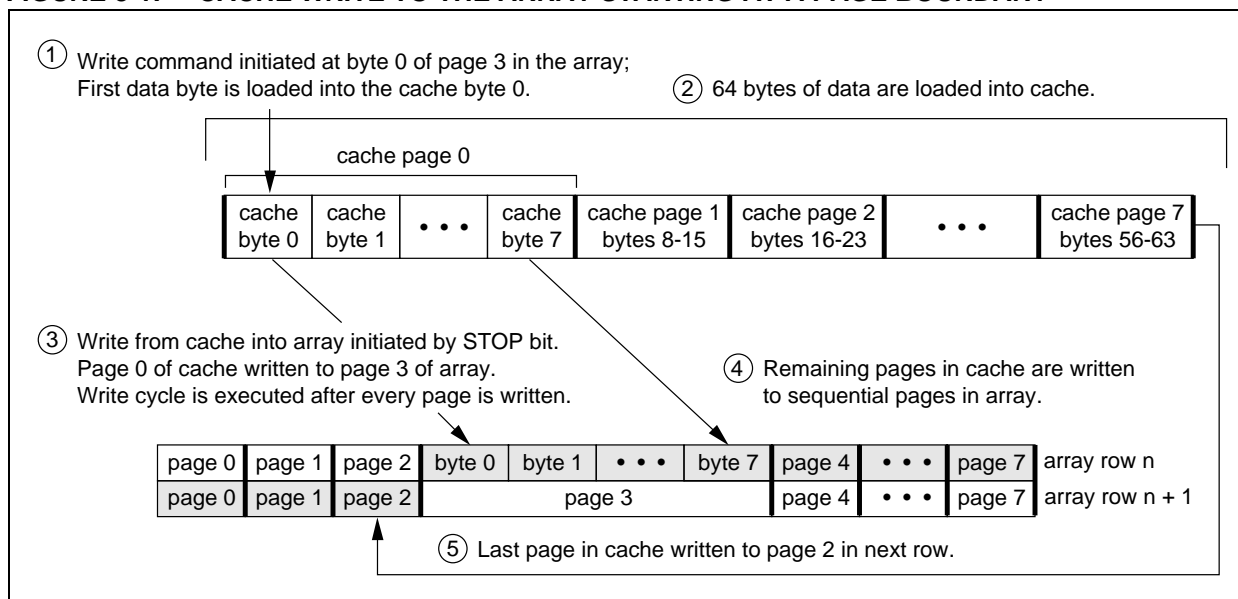 ① Write command initiated at byte 0 of page 3 in the array;
First data byte is loaded into the cache byte 0.
② 64 bytes of data are loaded into cache.
cache page 0
cache byte 0 cache byte 1 • • • cache byte 7 cache page 1 bytes 8-15 cache page 2 bytes 16-23 • • • cache page 7 bytes 56-63
③ Write from cache into array initiated by STOP bit.
Page 0 of cache written to page 3 of array.
Write cycle is executed after every page is written.
④ Remaining pages in cache are written
to sequential pages in array.
page 0 page 1 page 2 byte 0 byte 1 • • • byte 7 page 4 • • • page 7 array row n
page 0 page 1 page 2 page 3 page 4 • • • page 7 array row n + 1
⑤ Last page in cache written to page 2 in next row.